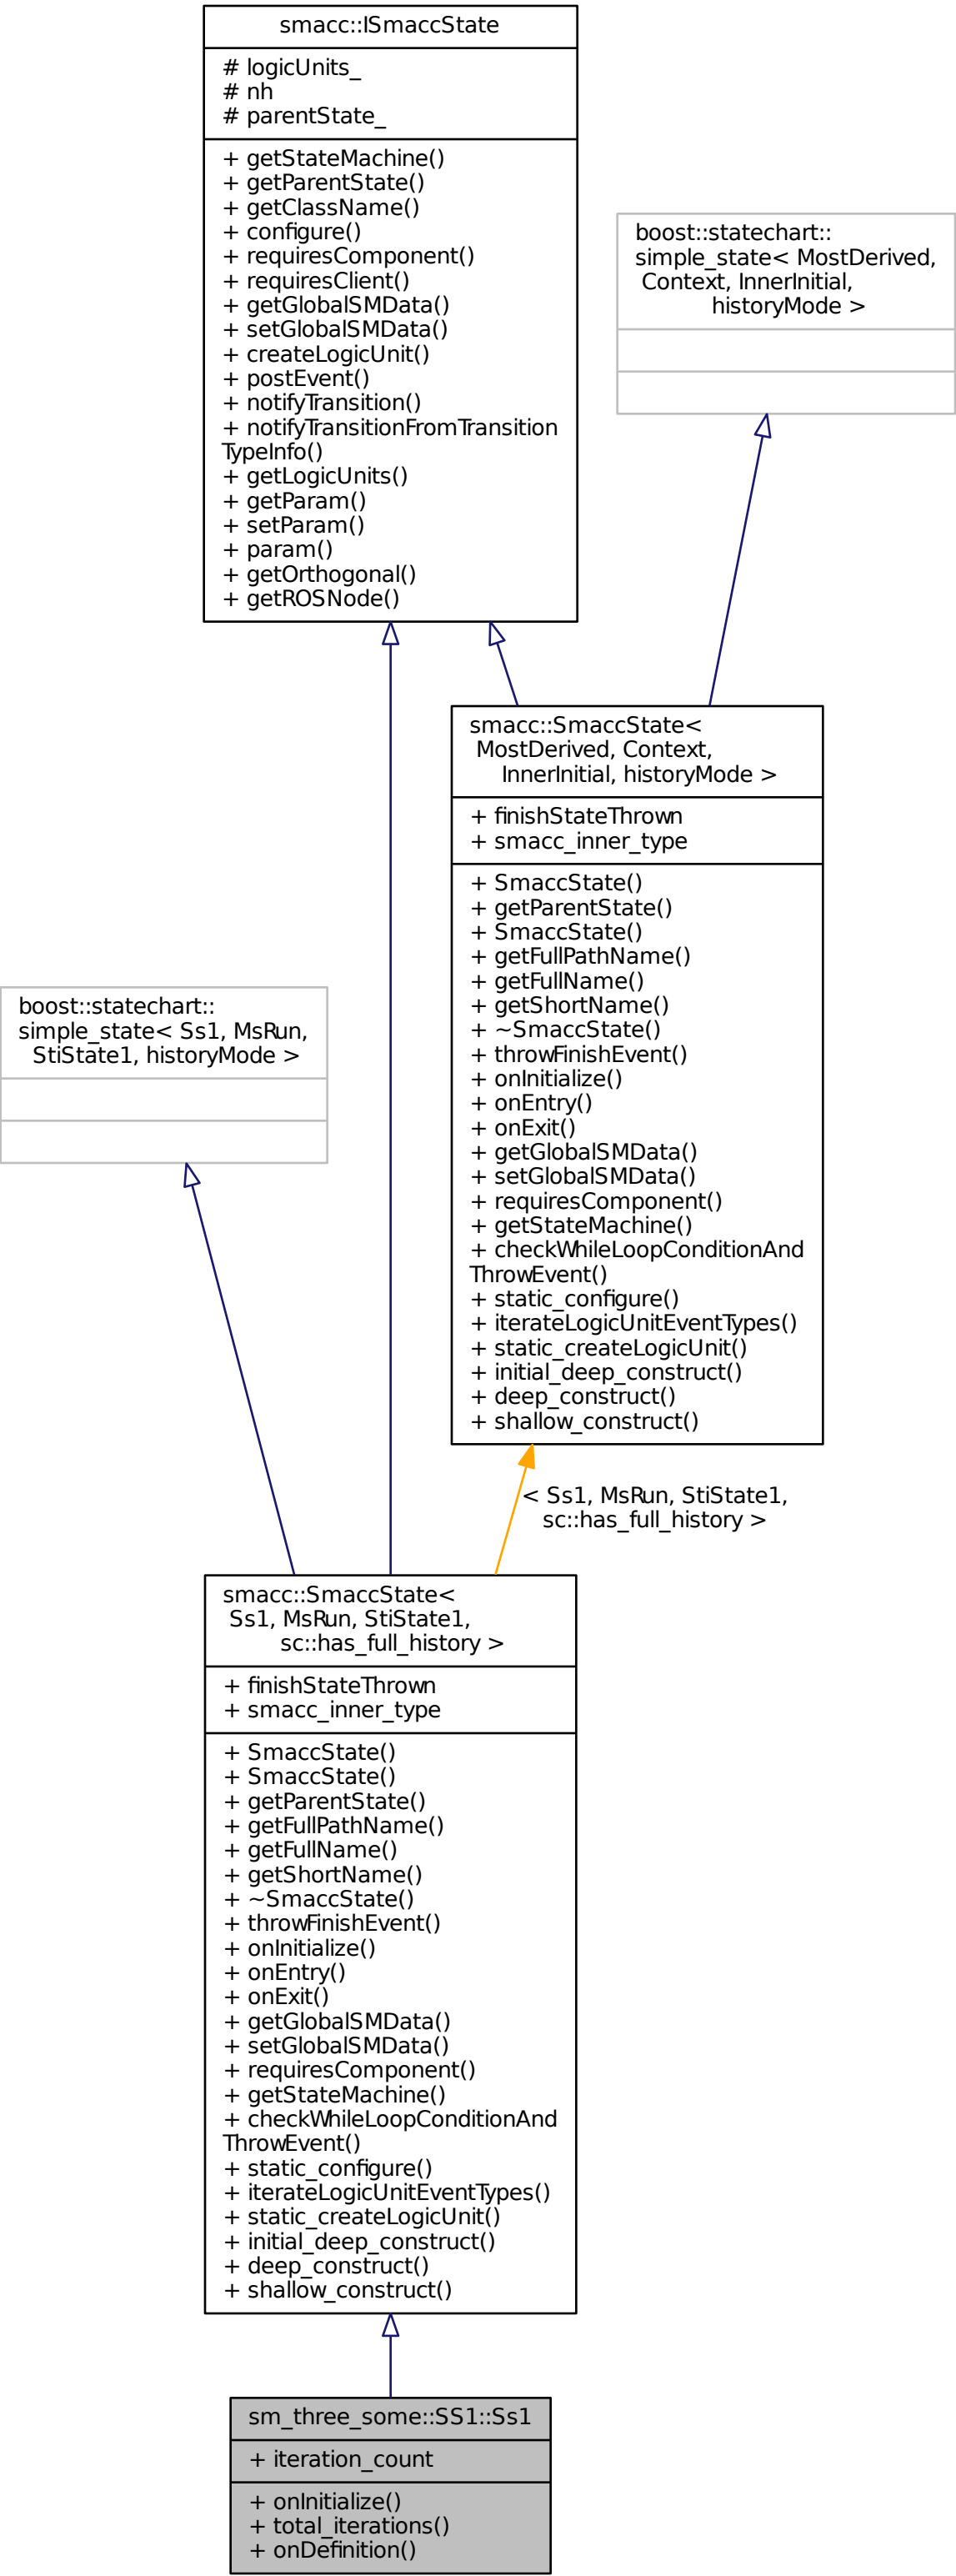 smacc::ISmaccState
# logicUnits_
# nh
# parentState_
+ getStateMachine()
+ getParentState()
+ getClassName()
+ configure()
+ requiresComponent()
+ requiresClient()
+ getGlobalSMData()
+ setGlobalSMData()
+ createLogicUnit()
+ postEvent()
+ notifyTransition()
+ notifyTransitionFromTransition
TypeInfo()
+ getLogicUnits()
+ getParam()
+ setParam()
+ param()
+ getOrthogonal()
+ getROSNode()
boost::statechart::
simple_state< MostDerived,
Context, InnerInitial,
historyMode >
smacc::SmaccState<
MostDerived, Context,
InnerInitial, historyMode >
+ finishStateThrown
+ smacc_inner_type
+ SmaccState()
+ getParentState()
+ SmaccState()
+ getFullPathName()
+ getFullName()
+ getShortName()
+ ~SmaccState()
+ throwFinishEvent()
+ onInitialize()
+ onEntry()
+ onExit()
+ getGlobalSMData()
+ setGlobalSMData()
+ requiresComponent()
+ getStateMachine()
+ checkWhileLoopConditionAnd
ThrowEvent()
+ static_configure()
+ iterateLogicUnitEventTypes()
+ static_createLogicUnit()
+ initial_deep_construct()
+ deep_construct()
+ shallow_construct()
boost::statechart::
simple_state< Ss1, MsRun,
StiState1, historyMode >
< Ss1, MsRun, StiState1,
sc::has_full_history >
smacc::SmaccState<
Ss1, MsRun, StiState1,
sc::has_full_history >
+ finishStateThrown
+ smacc_inner_type
+ SmaccState()
+ SmaccState()
+ getParentState()
+ getFullPathName()
+ getFullName()
+ getShortName()
+ ~SmaccState()
+ throwFinishEvent()
+ onInitialize()
+ onEntry()
+ onExit()
+ getGlobalSMData()
+ setGlobalSMData()
+ requiresComponent()
+ getStateMachine()
+ checkWhileLoopConditionAnd
ThrowEvent()
+ static_configure()
+ iterateLogicUnitEventTypes()
+ static_createLogicUnit()
+ initial_deep_construct()
+ deep_construct()
+ shallow_construct()
sm_three_some::SS1::Ss1
+ iteration_count
+ onInitialize()
+ total_iterations()
+ onDefinition()